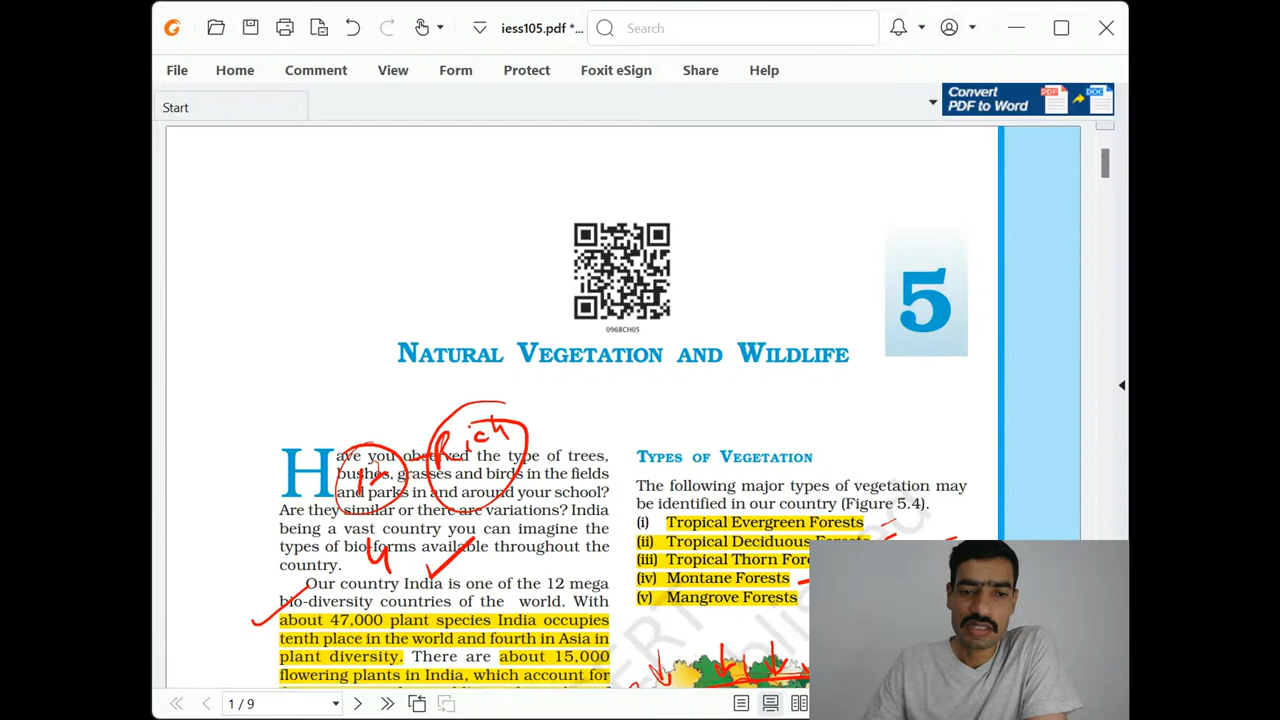 iess105.pdf *...
Search
File Home Comment View Form Protect Foxit eSign Share Help
Start
Convert
PDF to Word
PDF DOC
0968CH05
5
NATURAL VEGETATION AND WILDLIFE
Rich
Have you observed the type of trees,
bushes, grasses and birds in the fields
and parks in and around your school?
Are they similar or there are variations? India
being a vast country you can imagine the
types of bio-forms available throughout the
country.
4
Our country India is one of the 12 mega
bio-diversity countries of the world. With
about 47,000 plant species India occupies
tenth place in the world and fourth in Asia in
plant diversity. There are about 15,000
flowering plants in India, which account for
TYPES OF VEGETATION
The following major types of vegetation may
be identified in our country (Figure 5.4).
(i) Tropical Evergreen Forests
(ii) Tropical Deciduous Forests
(iii) Tropical Thorn
(iv) Montane Forests
(v) Mangrove Forests
1 / 9